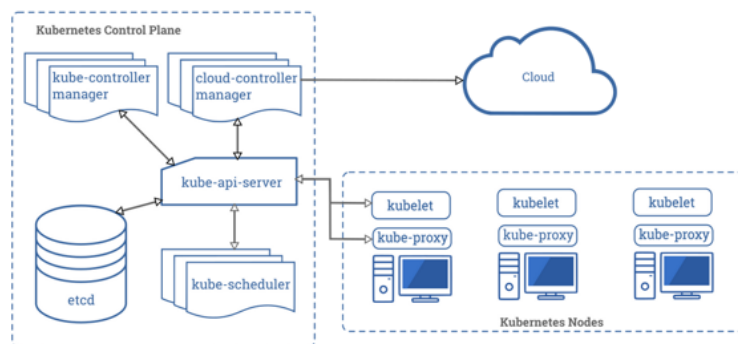 Kubernetes Control Plane
kube-controller
manager
cloud-controller
manager
Cloud
kube-api-server
kubelet
kubelet
kubelet
kube-proxy
kube-proxy
kube-proxy
etcd
kube-scheduler
Kubernetes Nodes